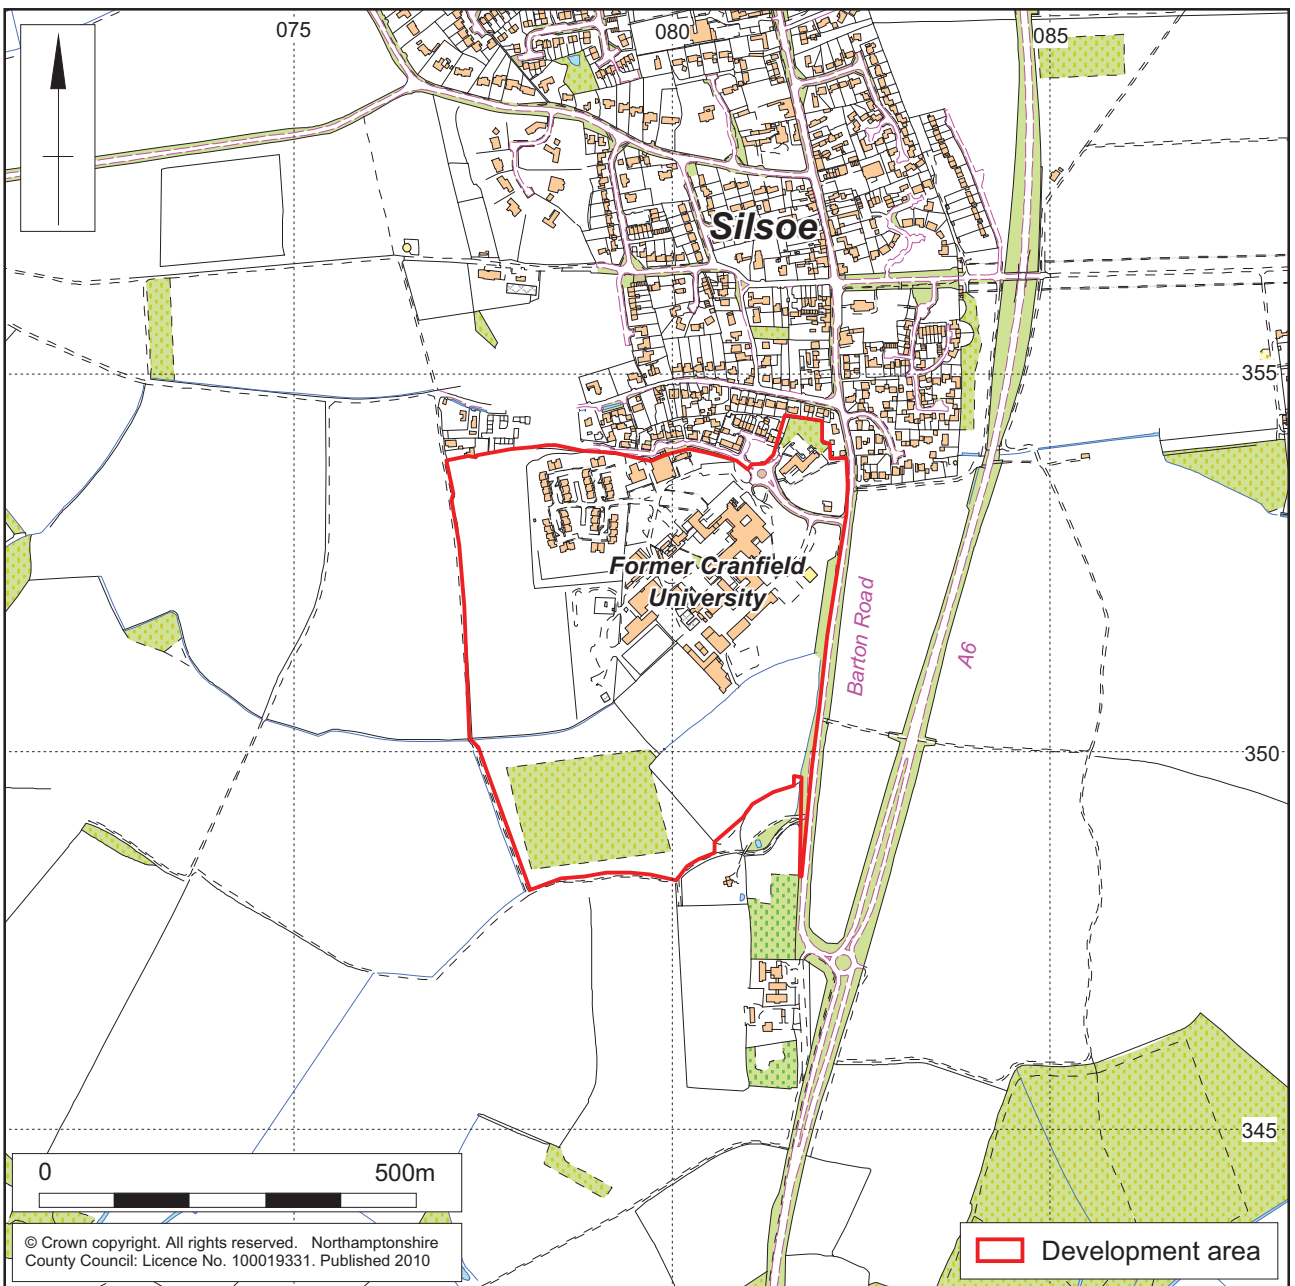 075
080
085
Silsoe
355
Former Cranfield
University
Barton Road
A6
350
345
0 500m
© Crown copyright. All rights reserved. Northamptonshire
County Council: Licence No. 100019331. Published 2010
Development area